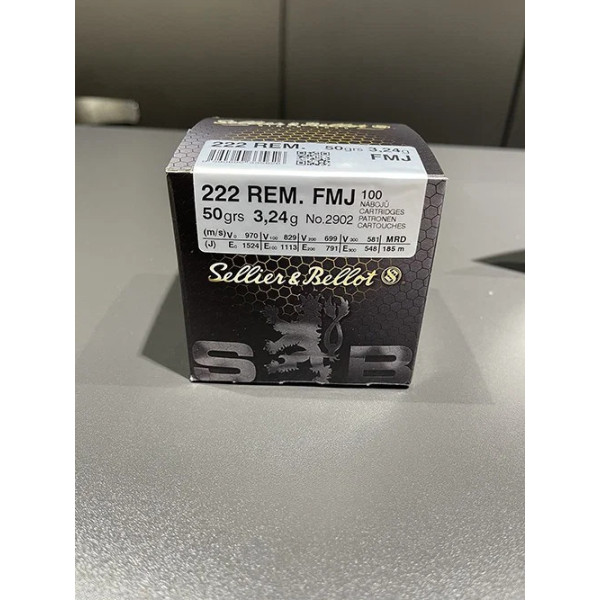 Sellier & Bellot
222 REM. 50grs 3,24g
FMJ
222 REM. FMJ 100
NÁBOJŮ
CARTRIDGES
PATRONEN
CARTOUCHES
50grs 3,24g No.2902
(m/s) V0 970 V100 829 V200 699 V300 581 MRD
(J) E0 1524 E100 1113 E200 791 E300 548 185 m
Sellier & Bellot
S B